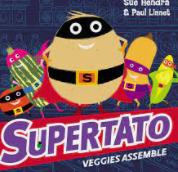 Sue Hendra
& Paul Linnet
S
SUPERTATO
VEGGIES ASSEMBLE